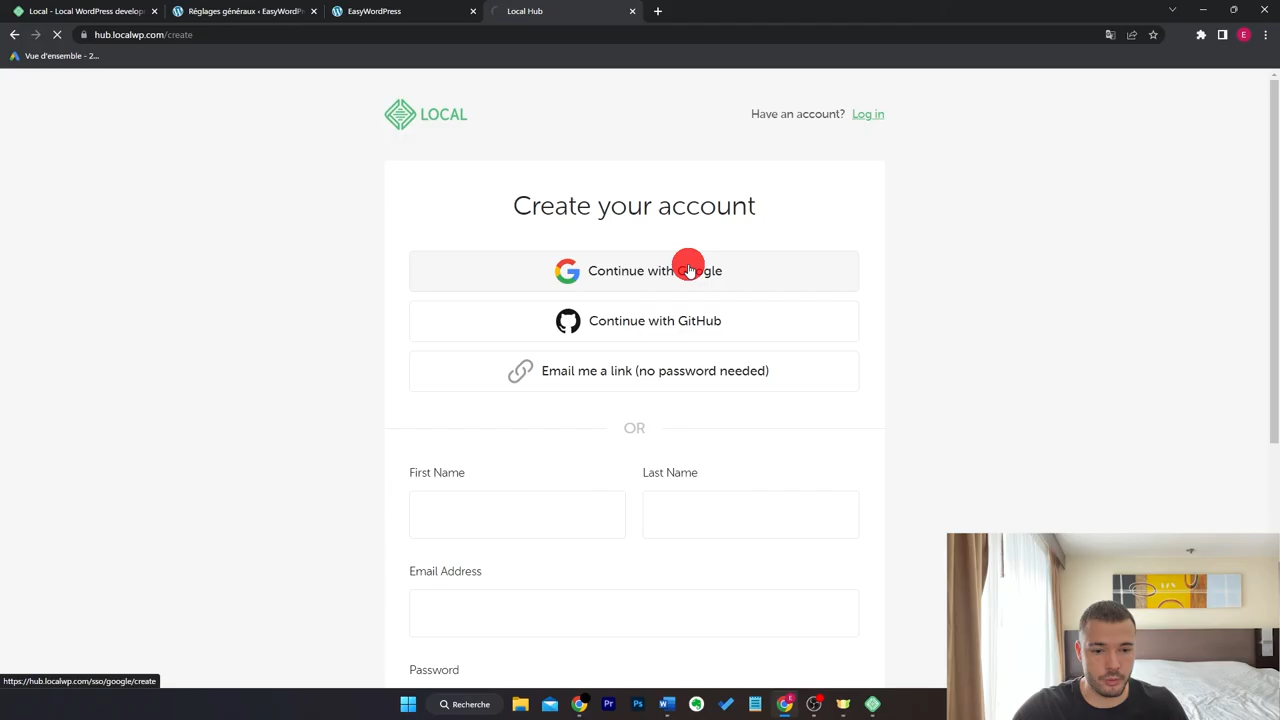 Local - Local WordPress develop
Réglages généraux ‹ EasyWordP
EasyWordPress
Local Hub
hub.localwp.com/create
E
Vue d'ensemble - 2...
LOCAL
Have an account? Log in
Create your account
Continue with Google
Continue with GitHub
Email me a link (no password needed)
OR
First Name
Last Name
Email Address
Password
https://hub.localwp.com/sso/google/create
Recherche
Pr
Ps